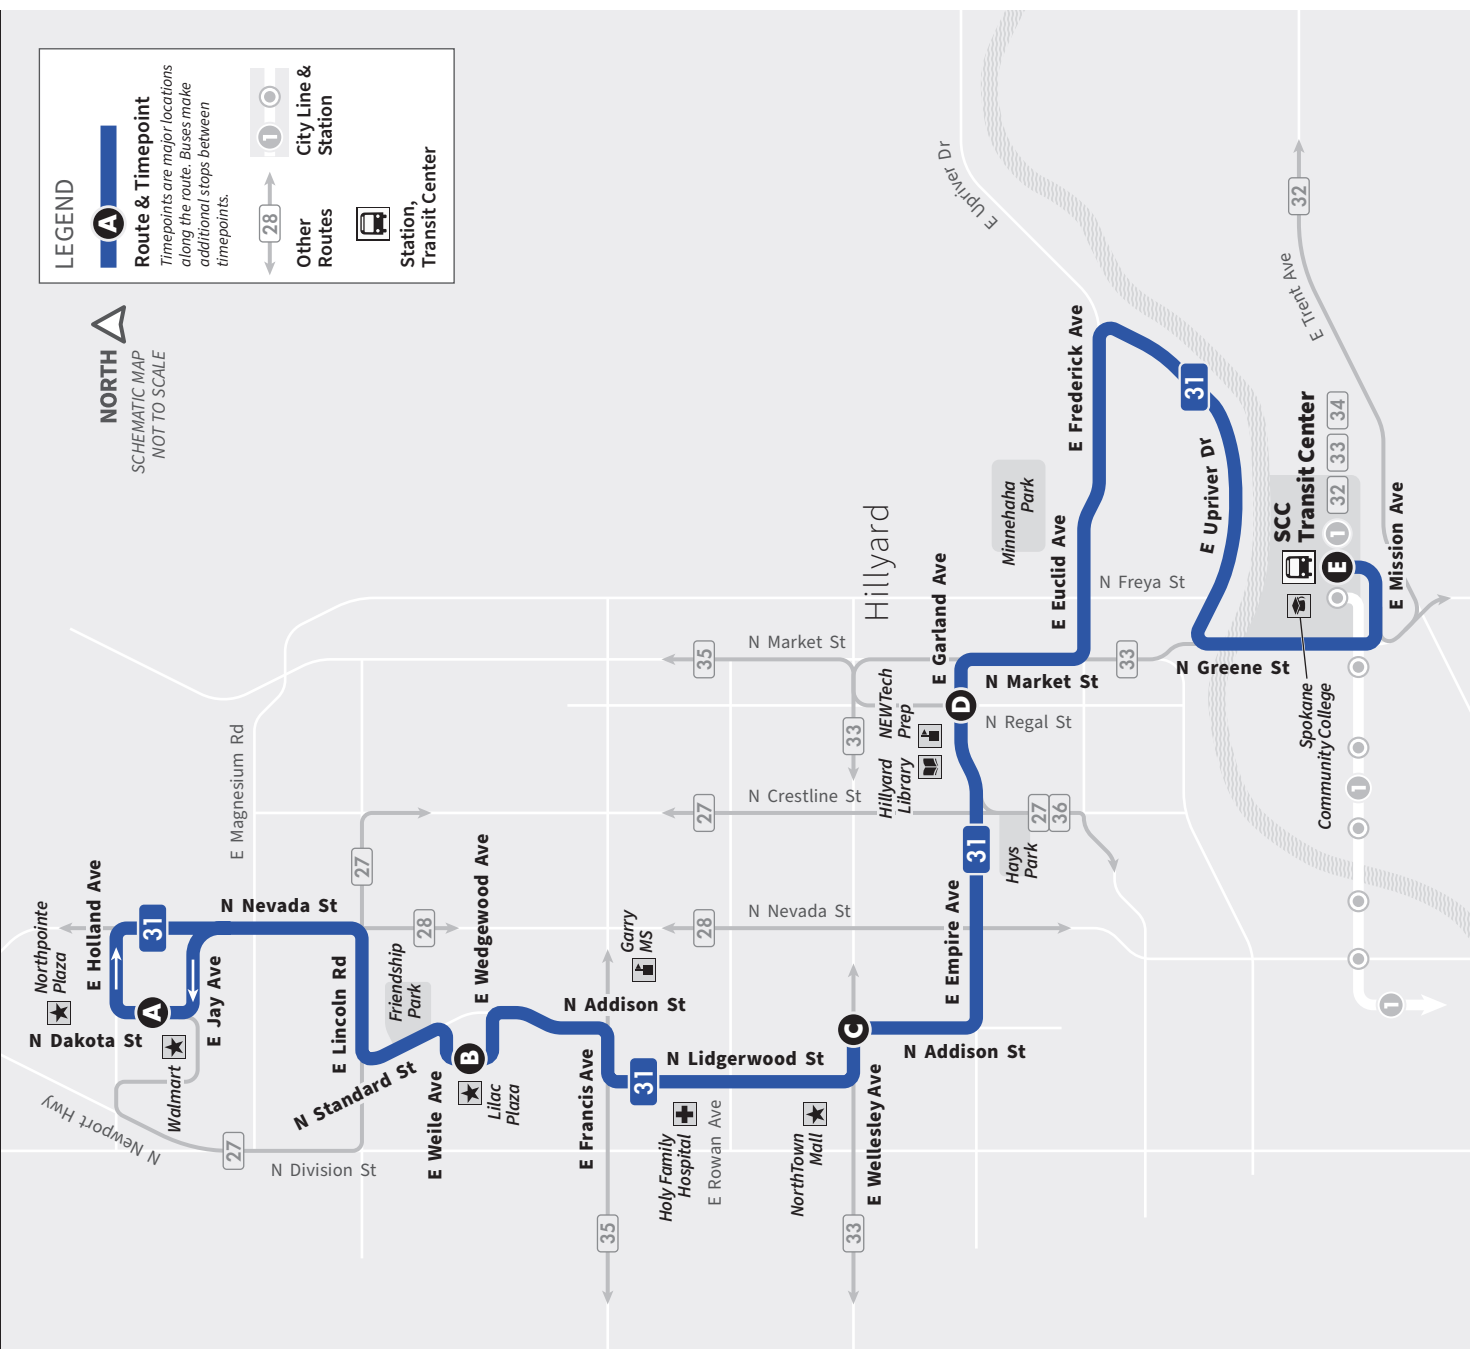 LEGEND
A
Route & Timepoint
Timepoints are major locations
along the route. Buses make
additional stops between
timepoints.
28
Other
Routes
1
City Line &
Station
Station,
Transit Center
NORTH
SCHEMATIC MAP
NOT TO SCALE
Northpointe
Plaza
E Holland Ave
31
A
N Dakota St
E Jay Ave
Walmart
N Newport Hwy
27
N Division St
N Nevada St
E Magnesium Rd
27
28
E Lincoln Rd
N Standard St
Friendship
Park
E Weile Ave
B
Lilac
Plaza
E Wedgewood Ave
N Addison St
Garry
MS
E Francis Ave
35
31
Holy Family
Hospital
E Rowan Ave
N Lidgerwood St
NorthTown
Mall
C
E Wellesley Ave
33
N Addison St
E Empire Ave
28
N Nevada St
27
N Crestline St
35
N Market St
33
Hillyard
Hillyard
Library
NEWTech
Prep
E Garland Ave
D
N Market St
N Regal St
31
Hays
Park
27
36
33
E Euclid Ave
N Freya St
Minnehaha
Park
E Frederick Ave
E Upriver Dr
31
E Upriver Dr
N Greene St
SCC
Transit Center
E
1
32
33
34
E Mission Ave
E Trent Ave
32
Spokane
Community College
1
1